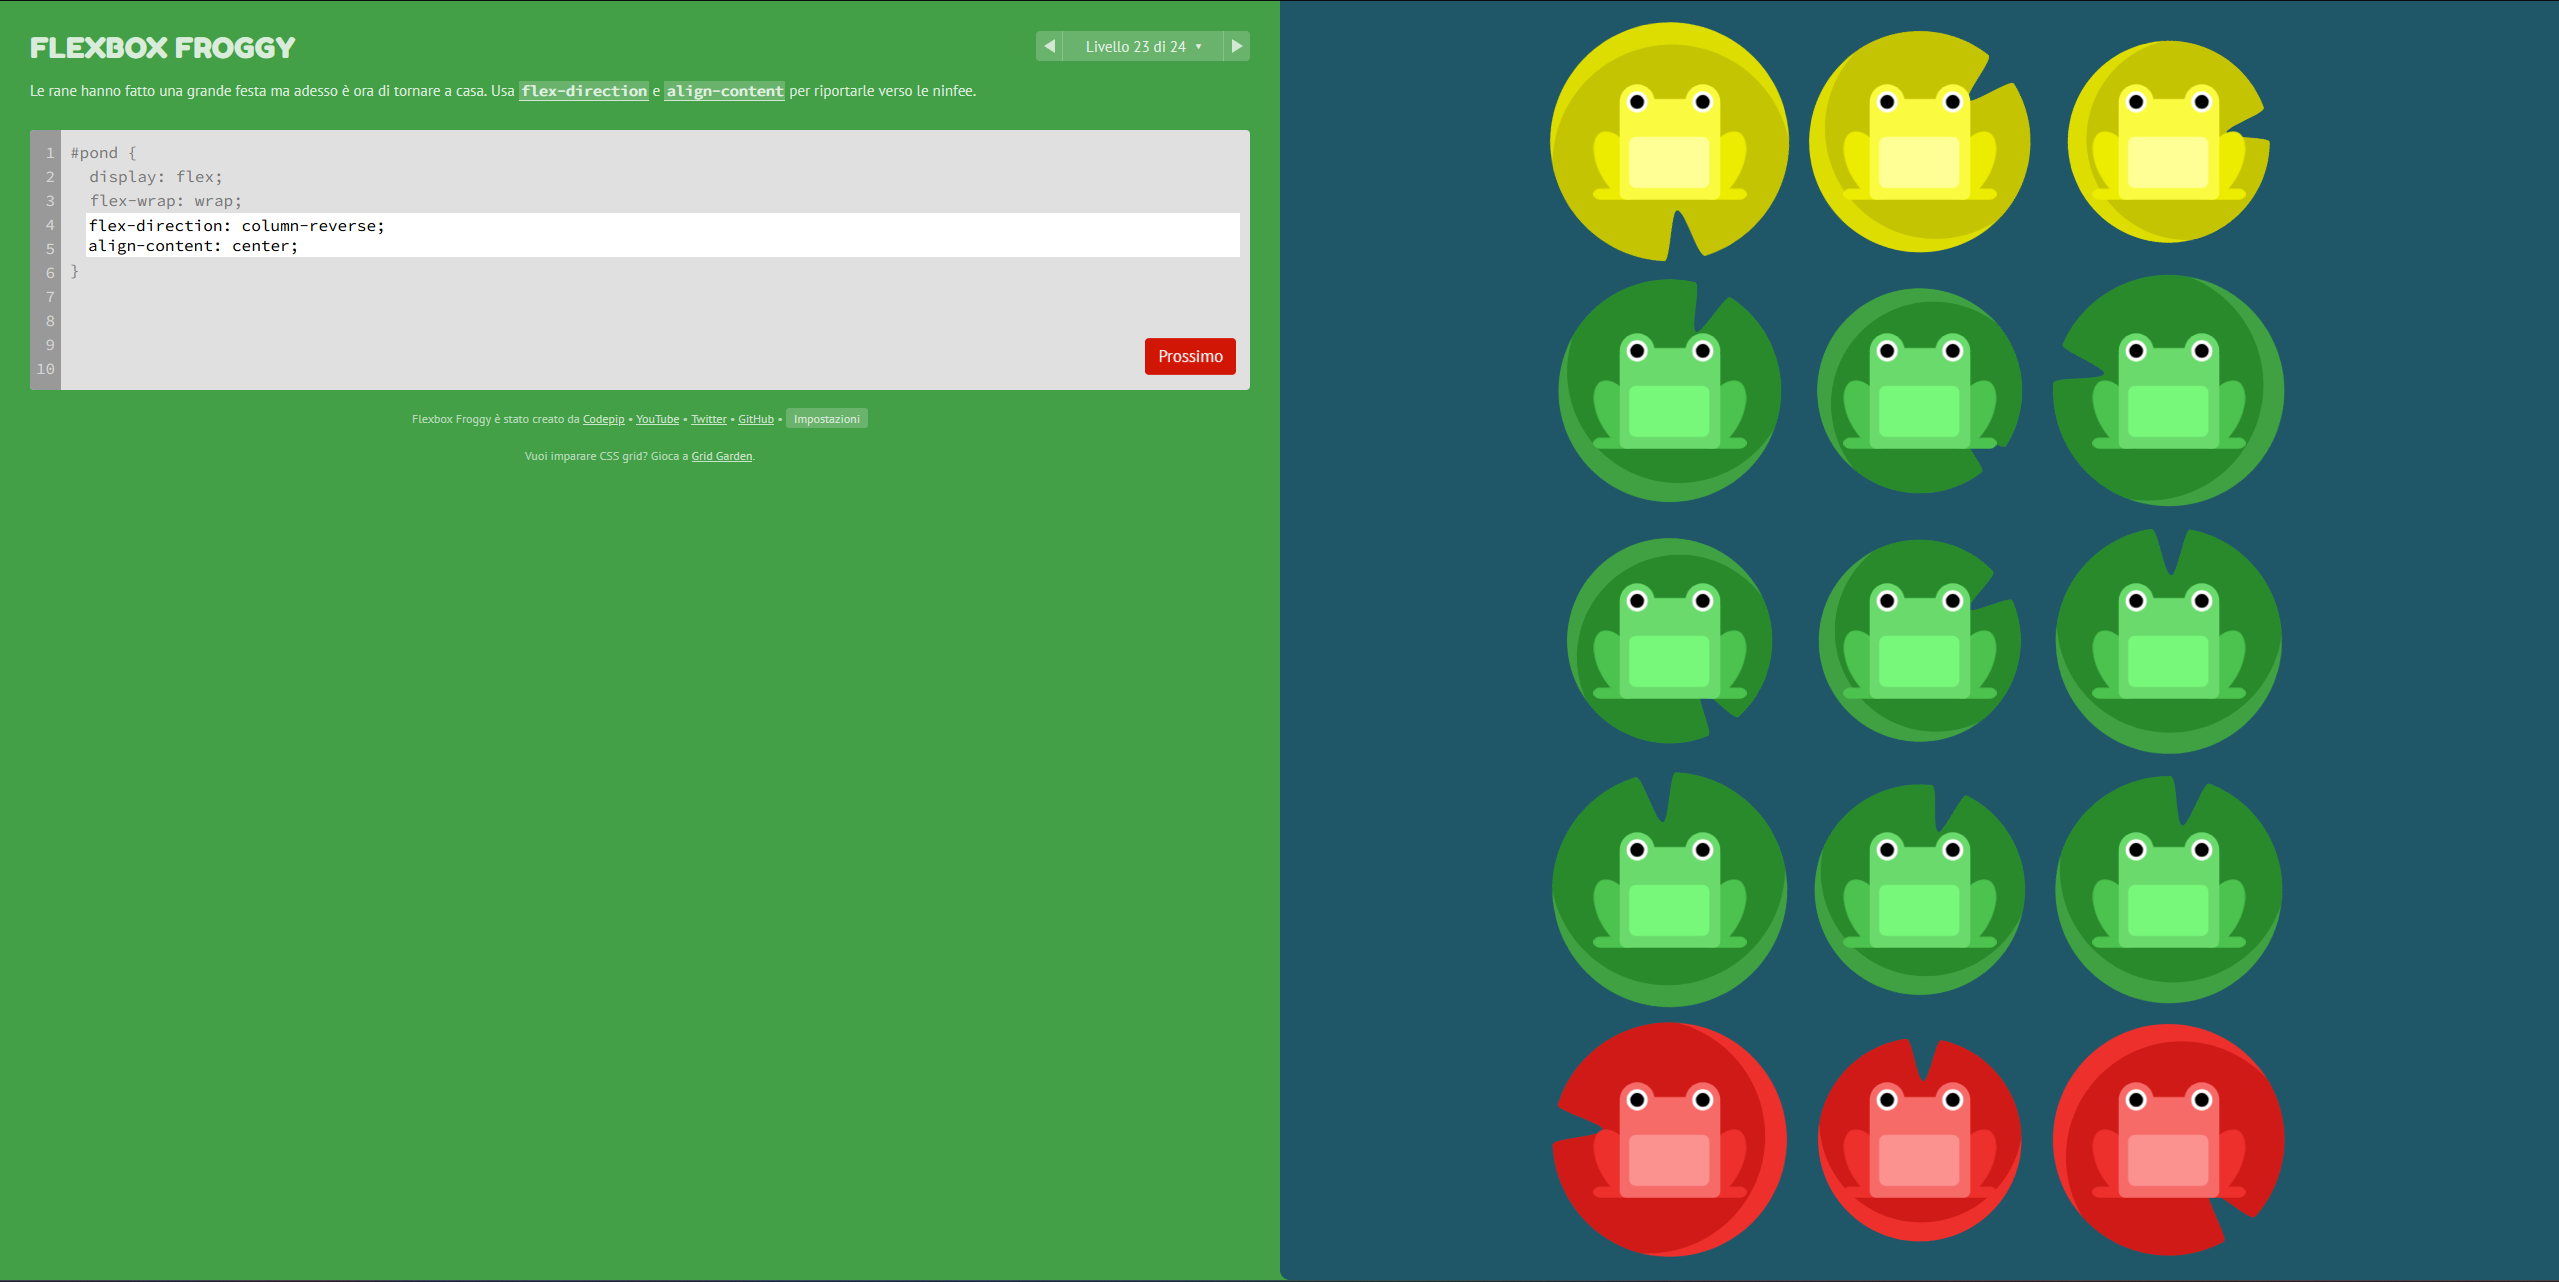 FLEXBOX FROGGY
◀ Livello 23 di 24 ▼ ▶
Le rane hanno fatto una grande festa ma adesso è ora di tornare a casa. Usa flex-direction e align-content per riportarle verso le ninfee.
1 #pond {
2 display: flex;
3 flex-wrap: wrap;
4 flex-direction: column-reverse;
5 align-content: center;
6 }
7
8
9
10
Prossimo
Flexbox Froggy è stato creato da Codepip • YouTube • Twitter • GitHub • Impostazioni
Vuoi imparare CSS grid? Gioca a Grid Garden.